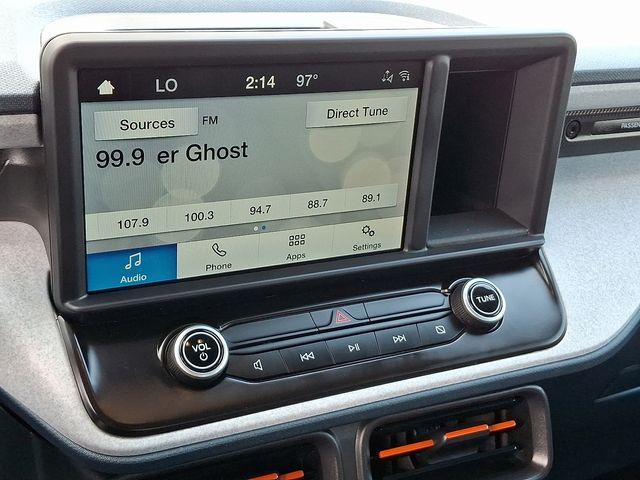 LO 2:14 97°
Sources FM Direct Tune
99.9 er Ghost
107.9 100.3 94.7 88.7 89.1
Audio Phone Apps Settings
VOL TUNE